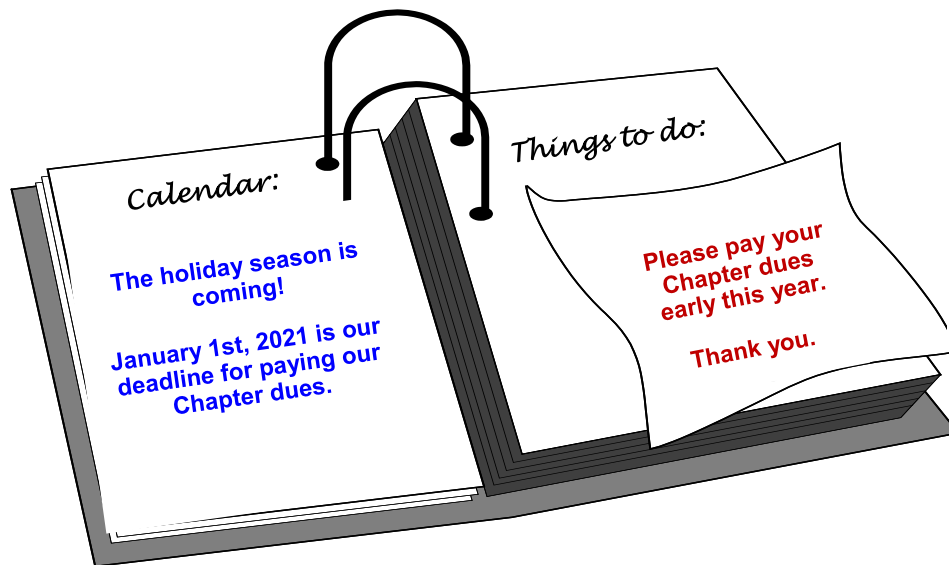 Calendar:
The holiday season is
coming!
January 1st, 2021 is our
deadline for paying our
Chapter dues.
Things to do:
Please pay your
Chapter dues
early this year.
Thank you.